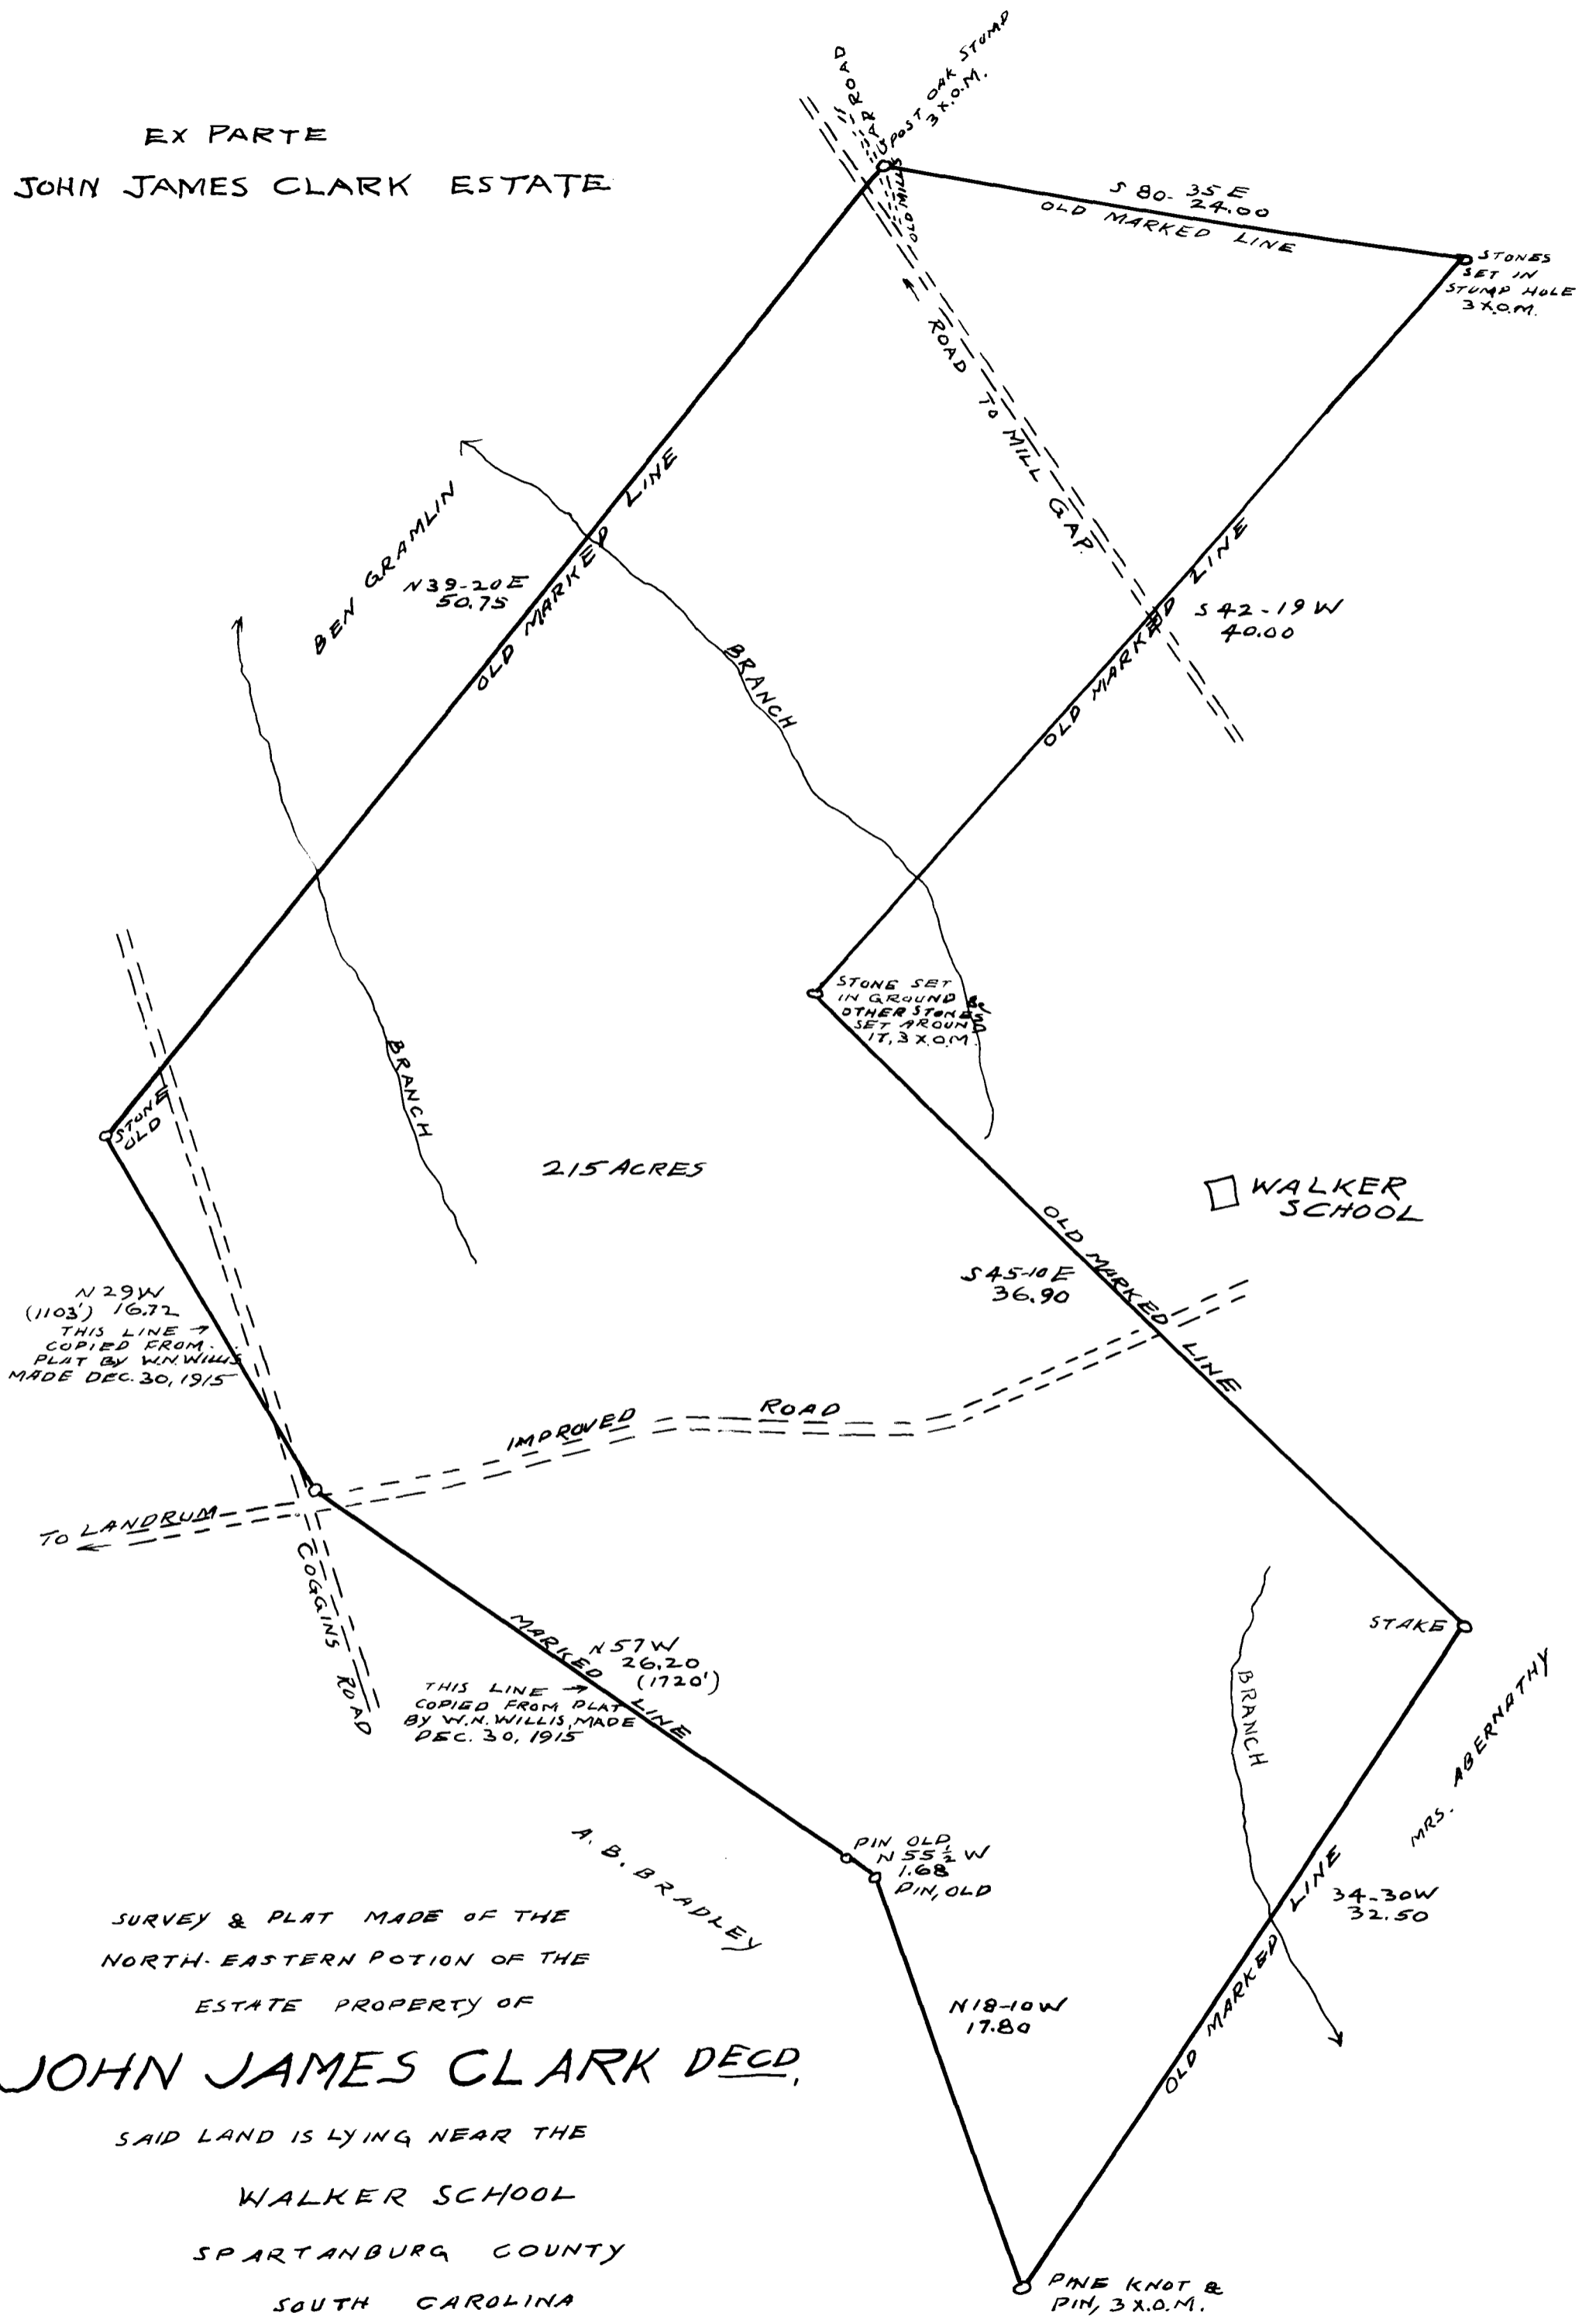 EX PARTE
JOHN JAMES CLARK ESTATE
ROAD
POST OAK STUMP
3 X.O.M.
OLD
S 80-35 E
24.00
OLD MARKED LINE
STONES
SET IN
STUMP HOLE
3 X.O.M.
ROAD TO MILL GAP
BEN GRAMLIN
N 39-20 E
50.75
OLD MARKED LINE
BRANCH
S 42-19 W
40.00
OLD MARKED LINE
STONE SET
IN GROUND &
OTHER STONES
SET AROUND
IT, 3 X.O.M.
STONE
OLD
BRANCH
215 ACRES
WALKER
SCHOOL
OLD MARKED LINE
S 45-10 E
36.90
N 29 W
(1103') 16.72
THIS LINE →
COPIED FROM
PLAT BY W.N. WILLIS
MADE DEC. 30, 1915
IMPROVED ROAD
TO LANDRUM
COGGINS ROAD
STAKE
MARKED LINE
N 57 W
26.20
(1720')
THIS LINE →
COPIED FROM PLAT
BY W.N. WILLIS, MADE
DEC. 30, 1915
BRANCH
MRS. ABERNATHY
A. B. BRADLEY
PIN OLD
N 55 1/2 W
1.68
PIN, OLD
34-30 W
32.50
OLD MARKED LINE
N 18-10 W
17.80
SURVEY & PLAT MADE OF THE
NORTH-EASTERN POTION OF THE
ESTATE PROPERTY OF
JOHN JAMES CLARK DECD.
SAID LAND IS LYING NEAR THE
WALKER SCHOOL
SPARTANBURG COUNTY
SOUTH CAROLINA
PINE KNOT &
PIN, 3 X.O.M.